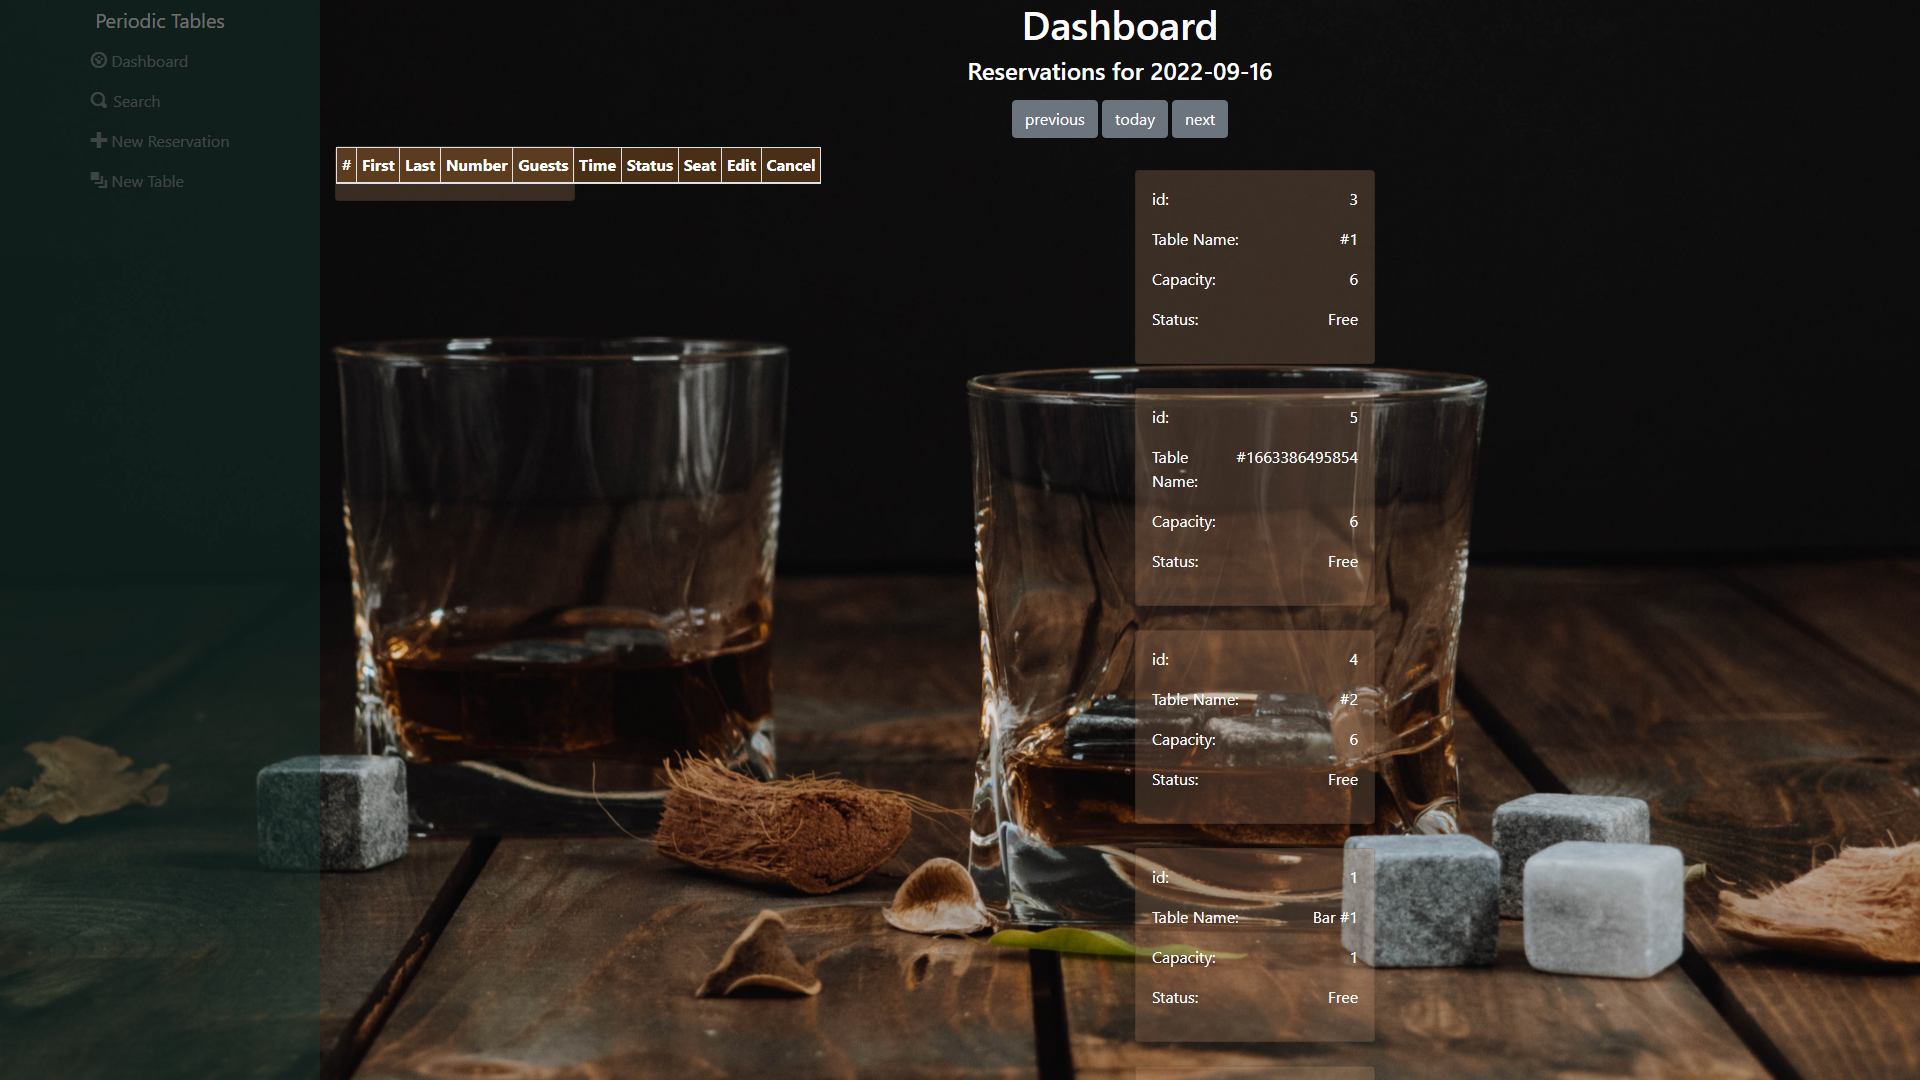 Periodic Tables
Dashboard
Search
New Reservation
New Table
Dashboard
Reservations for 2022-09-16
previous today next
# First Last Number Guests Time Status Seat Edit Cancel
id: 3
Table Name: #1
Capacity: 6
Status: Free
id: 5
Table #1663386495854
Name:
Capacity: 6
Status: Free
id: 4
Table Name: #2
Capacity: 6
Status: Free
id: 1
Table Name: Bar #1
Capacity: 1
Status: Free